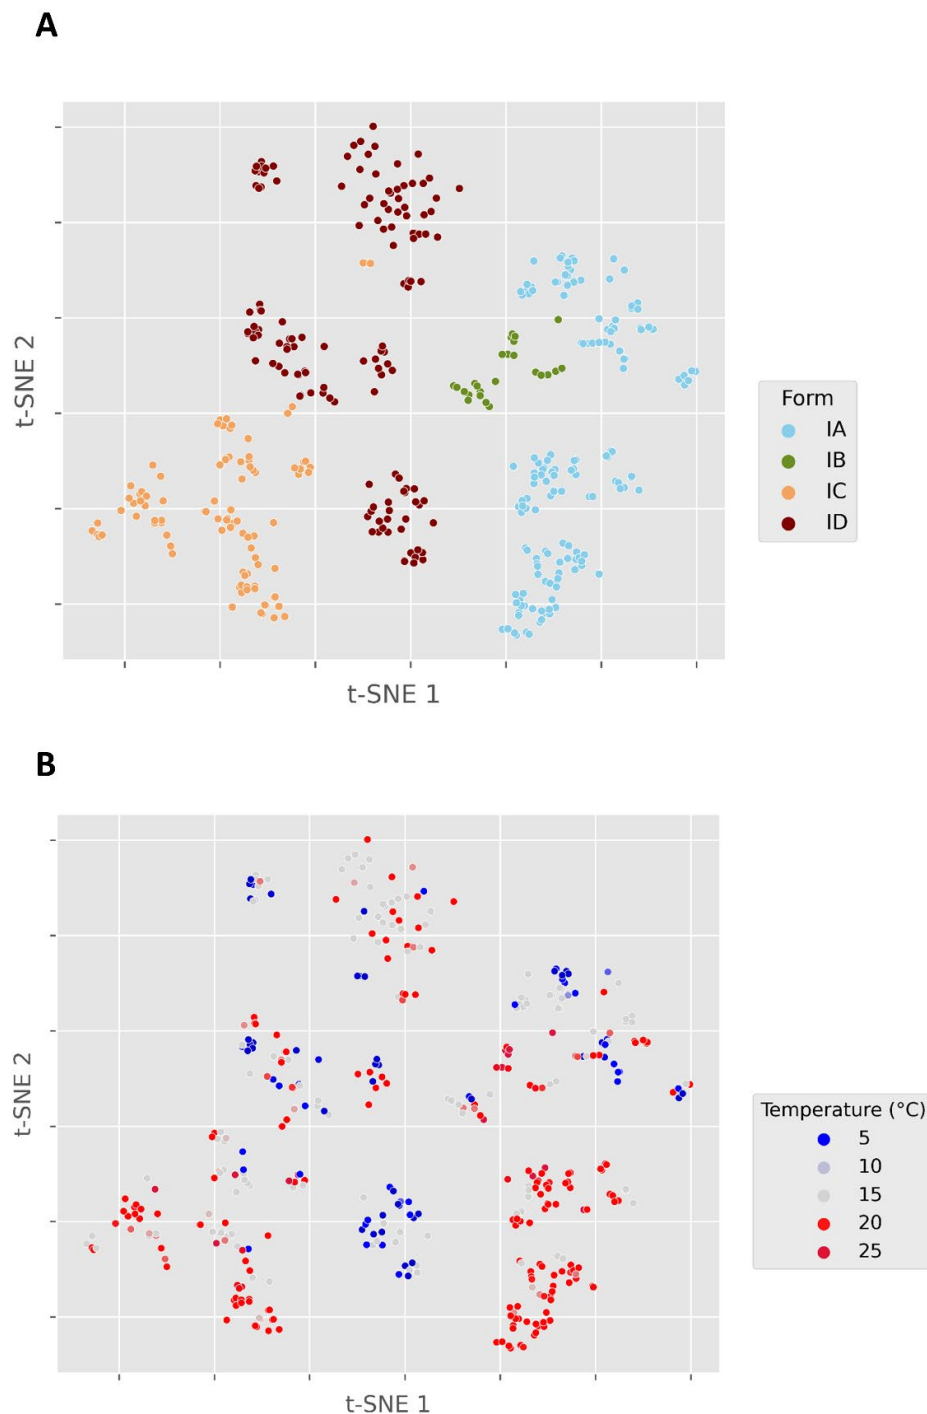 A
t-SNE 2
t-SNE 1
Form
IA
IB
IC
ID
B
t-SNE 2
t-SNE 1
Temperature (°C)
5
10
15
20
25